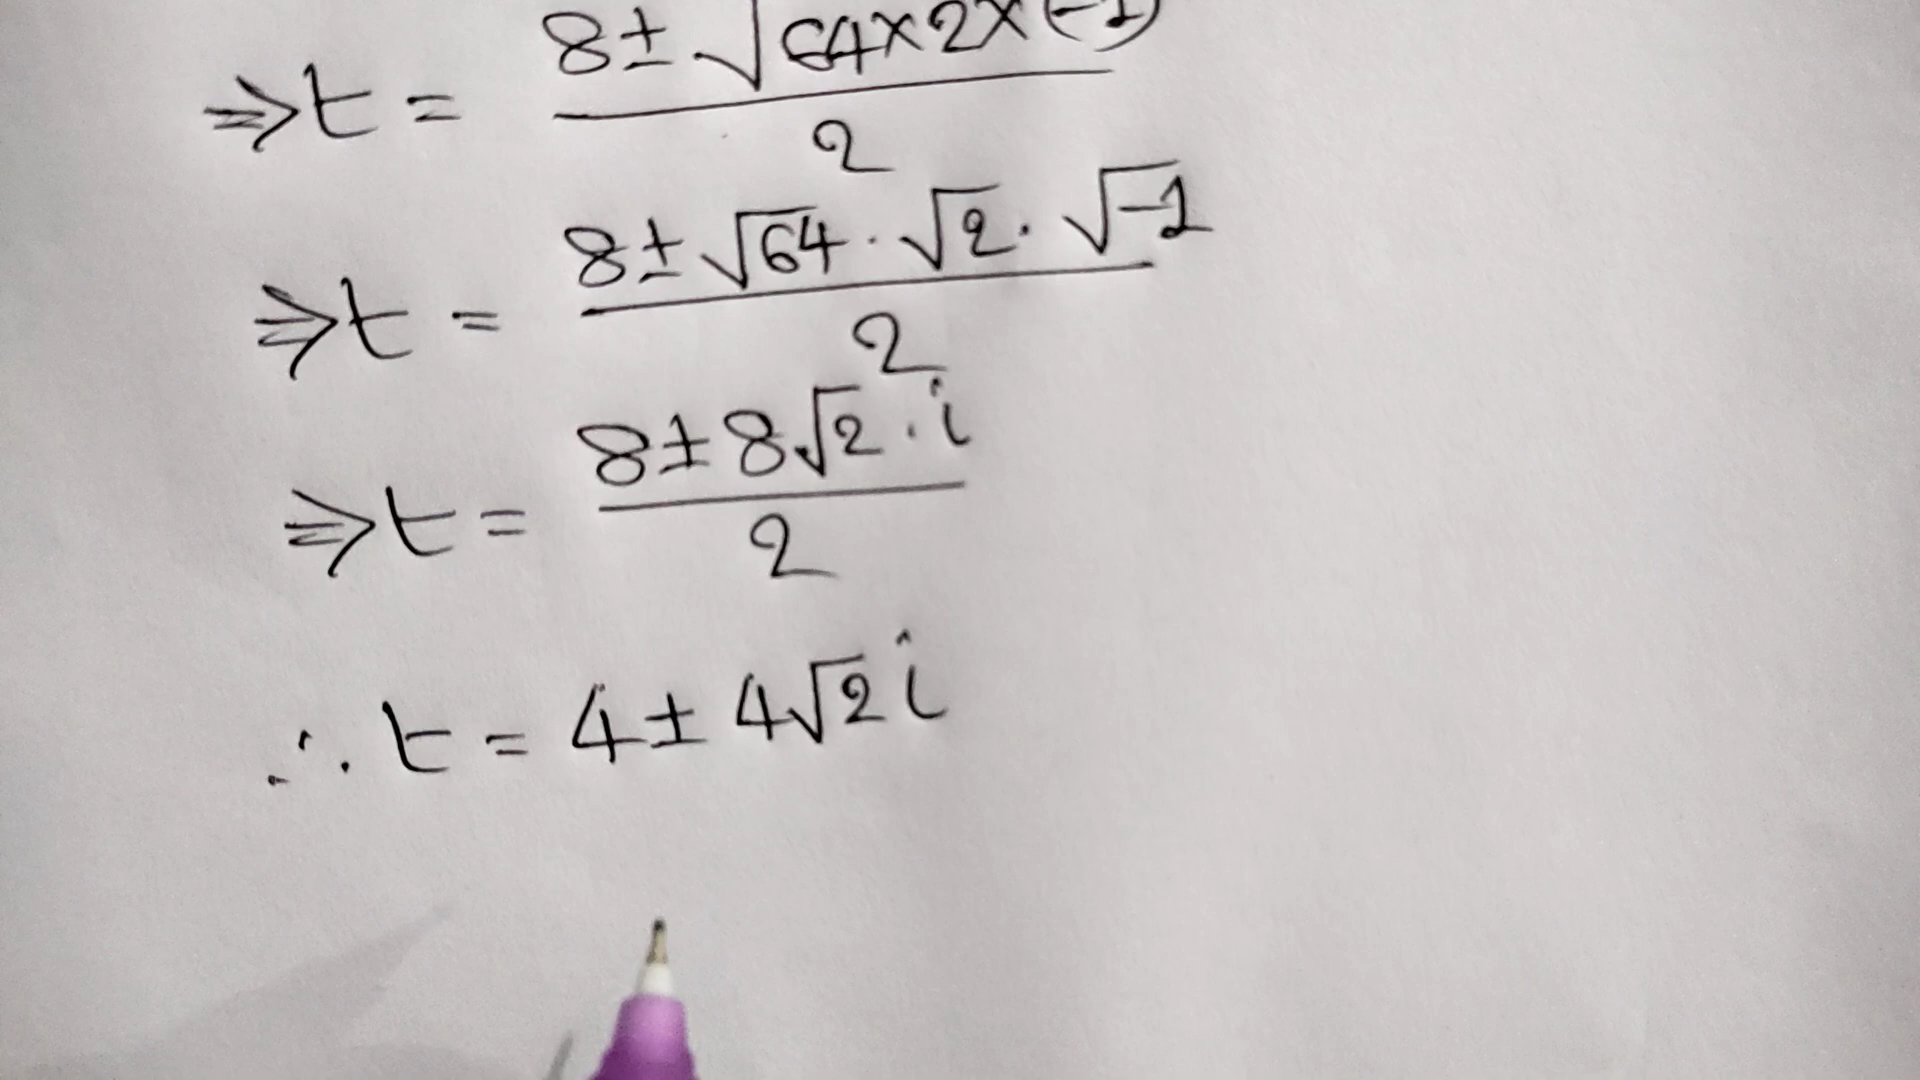 ⇒t = (8±√64×2×(-1))/2
⇒t = (8±√64·√2·√-1)/2
⇒t = (8±8√2·i)/2
∴ t = 4±4√2 i